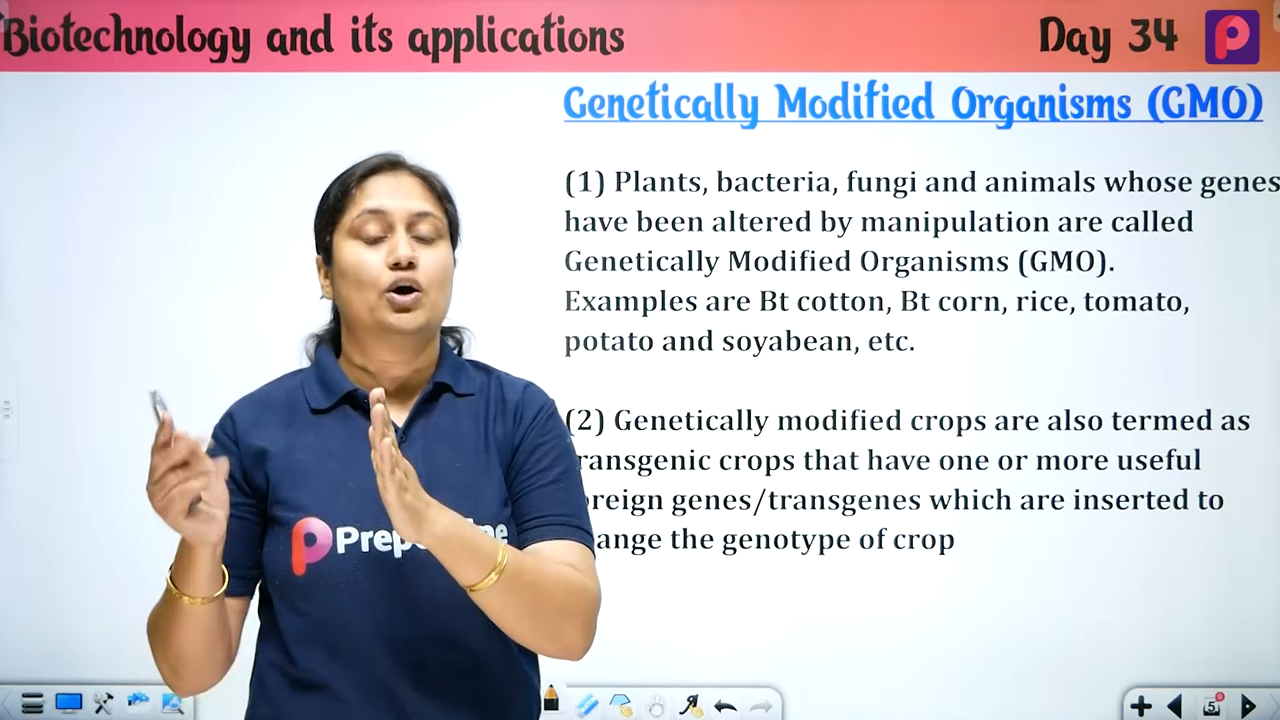 Biotechnology and its applications
Day 34
Genetically Modified Organisms (GMO)
(1) Plants, bacteria, fungi and animals whose genes
have been altered by manipulation are called
Genetically Modified Organisms (GMO).
Examples are Bt cotton, Bt corn, rice, tomato,
potato and soyabean, etc.
(2) Genetically modified crops are also termed as
crops that have one or more useful
genes/transgenes which are inserted to
the genotype of crop